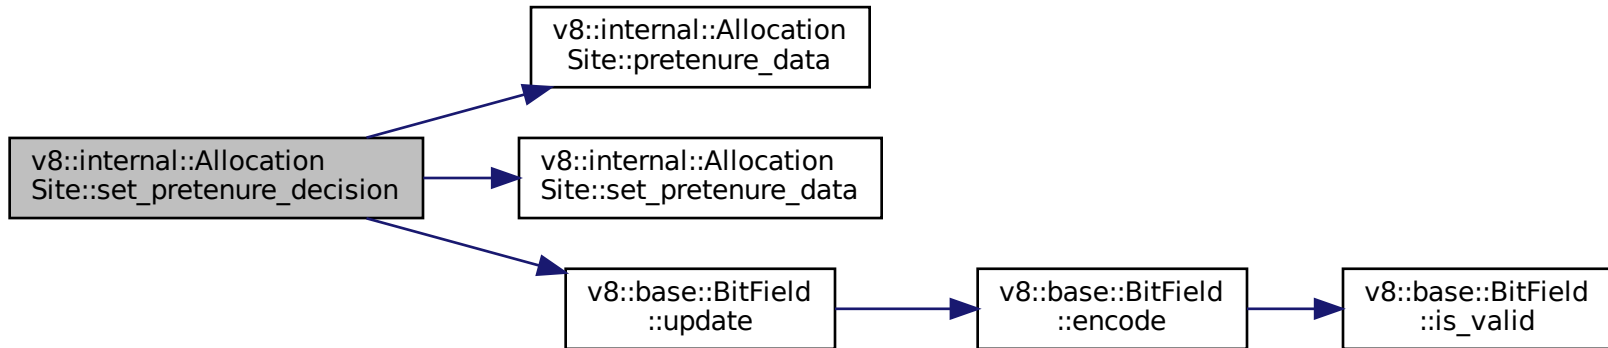 v8::internal::Allocation
Site::pretenure_data
v8::internal::Allocation
Site::set_pretenure_decision
v8::internal::Allocation
Site::set_pretenure_data
v8::base::BitField
::update
v8::base::BitField
::encode
v8::base::BitField
::is_valid